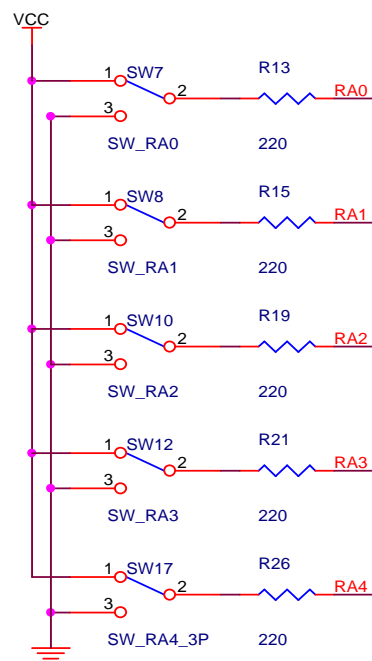 VCC
1 SW7 2 R13 RA0
3
SW_RA0 220
1 SW8 2 R15 RA1
3
SW_RA1 220
1 SW10 2 R19 RA2
3
SW_RA2 220
1 SW12 2 R21 RA3
3
SW_RA3 220
1 SW17 2 R26 RA4
3
SW_RA4_3P 220